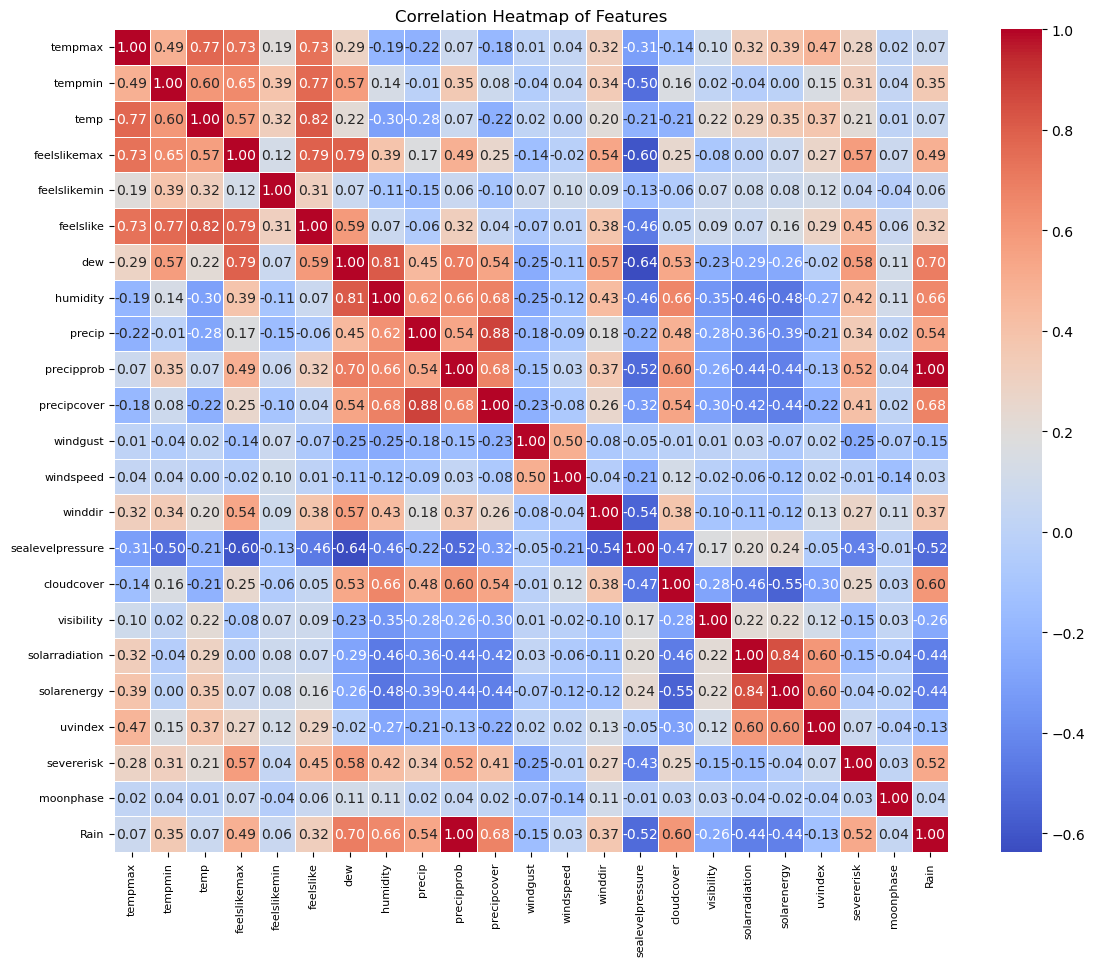 Correlation Heatmap of Features
tempmax 1.00 0.49 0.77 0.73 0.19 0.73 0.29 -0.19 -0.22 0.07 -0.18 0.01 0.04 0.32 -0.31 -0.14 0.10 0.32 0.39 0.47 0.28 0.02 0.07
tempmin 0.49 1.00 0.60 0.65 0.39 0.77 0.57 0.14 -0.01 0.35 0.08 -0.04 0.04 0.34 -0.50 0.16 0.02 -0.04 0.00 0.15 0.31 0.04 0.35
temp 0.77 0.60 1.00 0.57 0.32 0.82 0.22 -0.30 -0.28 0.07 -0.22 0.02 0.00 0.20 -0.21 -0.21 0.22 0.29 0.35 0.37 0.21 0.01 0.07
feelslikemax 0.73 0.65 0.57 1.00 0.12 0.79 0.79 0.39 0.17 0.49 0.25 -0.14 -0.02 0.54 -0.60 0.25 -0.08 0.00 0.07 0.27 0.57 0.07 0.49
feelslikemin 0.19 0.39 0.32 0.12 1.00 0.31 0.07 -0.11 -0.15 0.06 -0.10 0.07 0.10 0.09 -0.13 -0.06 0.07 0.08 0.08 0.12 0.04 -0.04 0.06
feelslike 0.73 0.77 0.82 0.79 0.31 1.00 0.59 0.07 -0.06 0.32 0.04 -0.07 0.01 0.38 -0.46 0.05 0.09 0.07 0.16 0.29 0.45 0.06 0.32
dew 0.29 0.57 0.22 0.79 0.07 0.59 1.00 0.81 0.45 0.70 0.54 -0.25 -0.11 0.57 -0.64 0.53 -0.23 -0.29 -0.26 -0.02 0.58 0.11 0.70
humidity -0.19 0.14 -0.30 0.39 -0.11 0.07 0.81 1.00 0.62 0.66 0.68 -0.25 -0.12 0.43 -0.46 0.66 -0.35 -0.46 -0.48 -0.27 0.42 0.11 0.66
precip -0.22 -0.01 -0.28 0.17 -0.15 -0.06 0.45 0.62 1.00 0.54 0.88 -0.18 -0.09 0.18 -0.22 0.48 -0.28 -0.36 -0.39 -0.21 0.34 0.02 0.54
precipprob 0.07 0.35 0.07 0.49 0.06 0.32 0.70 0.66 0.54 1.00 0.68 -0.15 0.03 0.37 -0.52 0.60 -0.26 -0.44 -0.44 -0.13 0.52 0.04 1.00
precipcover -0.18 0.08 -0.22 0.25 -0.10 0.04 0.54 0.68 0.88 0.68 1.00 -0.23 -0.08 0.26 -0.32 0.54 -0.30 -0.42 -0.44 -0.22 0.41 0.02 0.68
windgust 0.01 -0.04 0.02 -0.14 0.07 -0.07 -0.25 -0.25 -0.18 -0.15 -0.23 1.00 0.50 -0.08 -0.05 -0.01 0.01 0.03 -0.07 0.02 -0.25 -0.07 -0.15
windspeed 0.04 0.04 0.00 -0.02 0.10 0.01 -0.11 -0.12 -0.09 0.03 -0.08 0.50 1.00 -0.04 -0.21 0.12 -0.02 -0.06 -0.12 0.02 -0.01 -0.14 0.03
winddir 0.32 0.34 0.20 0.54 0.09 0.38 0.57 0.43 0.18 0.37 0.26 -0.08 -0.04 1.00 -0.54 0.38 -0.10 -0.11 -0.12 0.13 0.27 0.11 0.37
sealevelpressure -0.31 -0.50 -0.21 -0.60 -0.13 -0.46 -0.64 -0.46 -0.22 -0.52 -0.32 -0.05 -0.21 -0.54 1.00 -0.47 0.17 0.20 0.24 -0.05 -0.43 -0.01 -0.52
cloudcover -0.14 0.16 -0.21 0.25 -0.06 0.05 0.53 0.66 0.48 0.60 0.54 -0.01 0.12 0.38 -0.47 1.00 -0.28 -0.46 -0.55 -0.30 0.25 0.03 0.60
visibility 0.10 0.02 0.22 -0.08 0.07 0.09 -0.23 -0.35 -0.28 -0.26 -0.30 0.01 -0.02 -0.10 0.17 -0.28 1.00 0.22 0.22 0.12 -0.15 0.03 -0.26
solarradiation 0.32 -0.04 0.29 0.00 0.08 0.07 -0.29 -0.46 -0.36 -0.44 -0.42 0.03 -0.06 -0.11 0.20 -0.46 0.22 1.00 0.84 0.60 -0.15 -0.04 -0.44
solarenergy 0.39 0.00 0.35 0.07 0.08 0.16 -0.26 -0.48 -0.39 -0.44 -0.44 -0.07 -0.12 -0.12 0.24 -0.55 0.22 0.84 1.00 0.60 -0.04 -0.02 -0.44
uvindex 0.47 0.15 0.37 0.27 0.12 0.29 -0.02 -0.27 -0.21 -0.13 -0.22 0.02 0.02 0.13 -0.05 -0.30 0.12 0.60 0.60 1.00 0.07 -0.04 -0.13
severerisk 0.28 0.31 0.21 0.57 0.04 0.45 0.58 0.42 0.34 0.52 0.41 -0.25 -0.01 0.27 -0.43 0.25 -0.15 -0.15 -0.04 0.07 1.00 0.03 0.52
moonphase 0.02 0.04 0.01 0.07 -0.04 0.06 0.11 0.11 0.02 0.04 0.02 -0.07 -0.14 0.11 -0.01 0.03 0.03 -0.04 -0.02 -0.04 0.03 1.00 0.04
Rain 0.07 0.35 0.07 0.49 0.06 0.32 0.70 0.66 0.54 1.00 0.68 -0.15 0.03 0.37 -0.52 0.60 -0.26 -0.44 -0.44 -0.13 0.52 0.04 1.00
tempmax tempmin temp feelslikemax feelslikemin feelslike dew humidity precip precipprob precipcover windgust windspeed winddir sealevelpressure cloudcover visibility solarradiation solarenergy uvindex severerisk moonphase Rain
1.0
0.8
0.6
0.4
0.2
0.0
−0.2
−0.4
−0.6